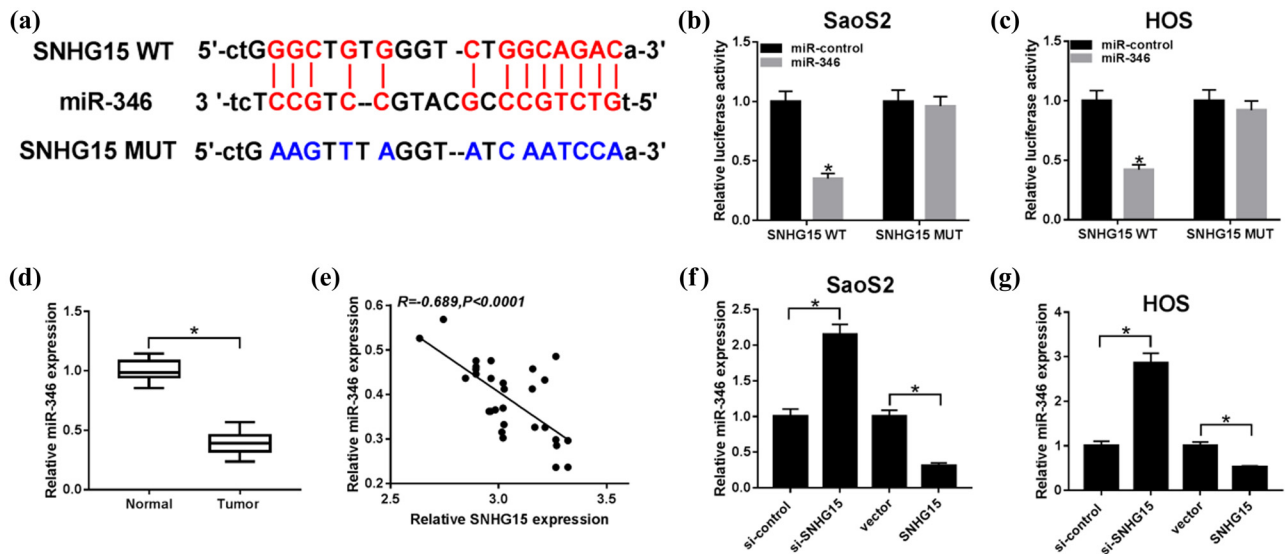 (a)
SNHG15 WT 5'-ctGGGCTGTGGGT -CTGGCAGACa-3'
miR-346 3 '-tcTCCGTC--CGTACGCCCGTCTGt-5'
SNHG15 MUT 5'-ctG AAGTTTAGGT--ATCAATCCAa-3'
(b)
SaoS2
Relative luciferase activity
miR-control
miR-346
1.5
1.0
0.5
0.0
*
SNHG15 WT SNHG15 MUT
(c)
HOS
Relative luciferase activity
miR-control
miR-346
1.5
1.0
0.5
0.0
*
SNHG15 WT SNHG15 MUT
(d)
Relative miR-346 expression
1.5
1.0
0.5
0.0
*
Normal Tumor
(e)
R=-0.689,P<0.0001
Relative miR-346 expression
0.6
0.5
0.4
0.3
0.2
2.5 3.0 3.5
Relative SNHG15 expression
(f)
SaoS2
Relative miR-346 expression
2.5
2.0
1.5
1.0
0.5
0.0
*
*
si-control si-SNHG15 vector SNHG15
(g)
HOS
Relative miR-346 expression
4
3
2
1
0
*
*
si-control si-SNHG15 vector SNHG15